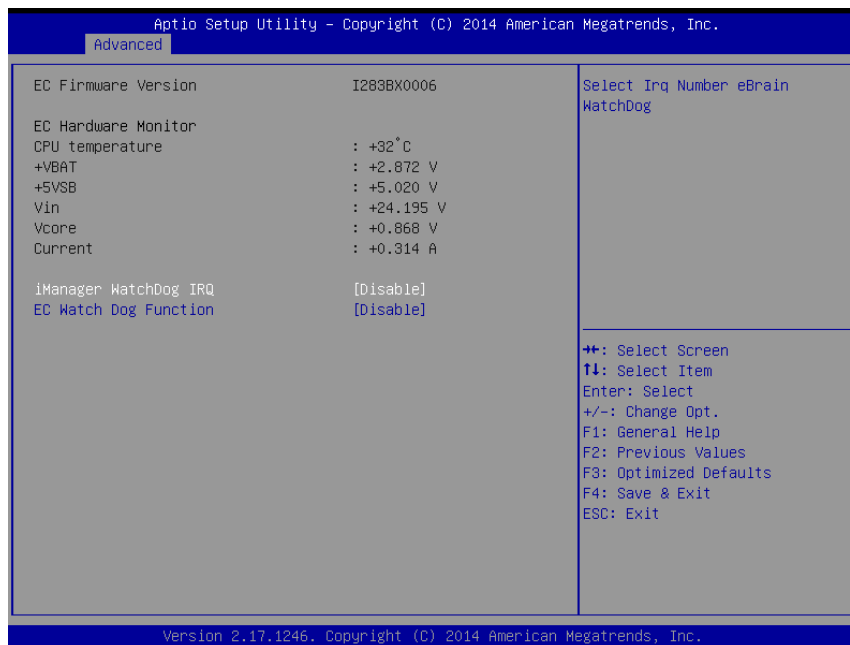 Aptio Setup Utility – Copyright (C) 2014 American Megatrends, Inc.
Advanced
EC Firmware Version I283BX0006
EC Hardware Monitor
CPU temperature : +32°C
+VBAT : +2.872 V
+5VSB : +5.020 V
Vin : +24.195 V
Vcore : +0.868 V
Current : +0.314 A
iManager WatchDog IRQ [Disable]
EC Watch Dog Function [Disable]
Select Irq Number eBrain
WatchDog
→←: Select Screen
↑↓: Select Item
Enter: Select
+/-: Change Opt.
F1: General Help
F2: Previous Values
F3: Optimized Defaults
F4: Save & Exit
ESC: Exit
Version 2.17.1246. Copyright (C) 2014 American Megatrends, Inc.